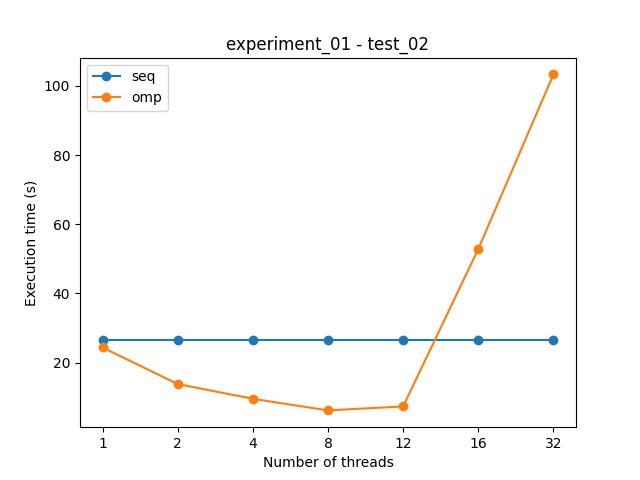 experiment_01 - test_02
seq
omp
Execution time (s)
100
80
60
40
20
1 2 4 8 12 16 32
Number of threads